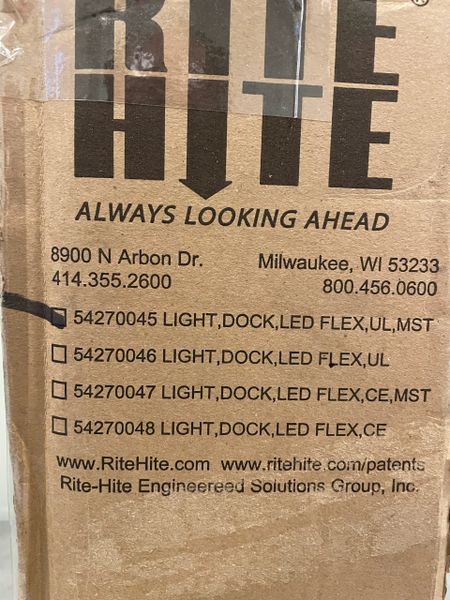 RITE
HITE
ALWAYS LOOKING AHEAD
8900 N Arbon Dr. Milwaukee, WI 53233
414.355.2600 800.456.0600
54270045 LIGHT,DOCK,LED FLEX,UL,MST
54270046 LIGHT,DOCK,LED FLEX,UL
54270047 LIGHT,DOCK,LED FLEX,CE,MST
54270048 LIGHT,DOCK,LED FLEX,CE
www.RiteHite.com www.ritehite.com/patents
Rite-Hite Engineereed Solutions Group, Inc.